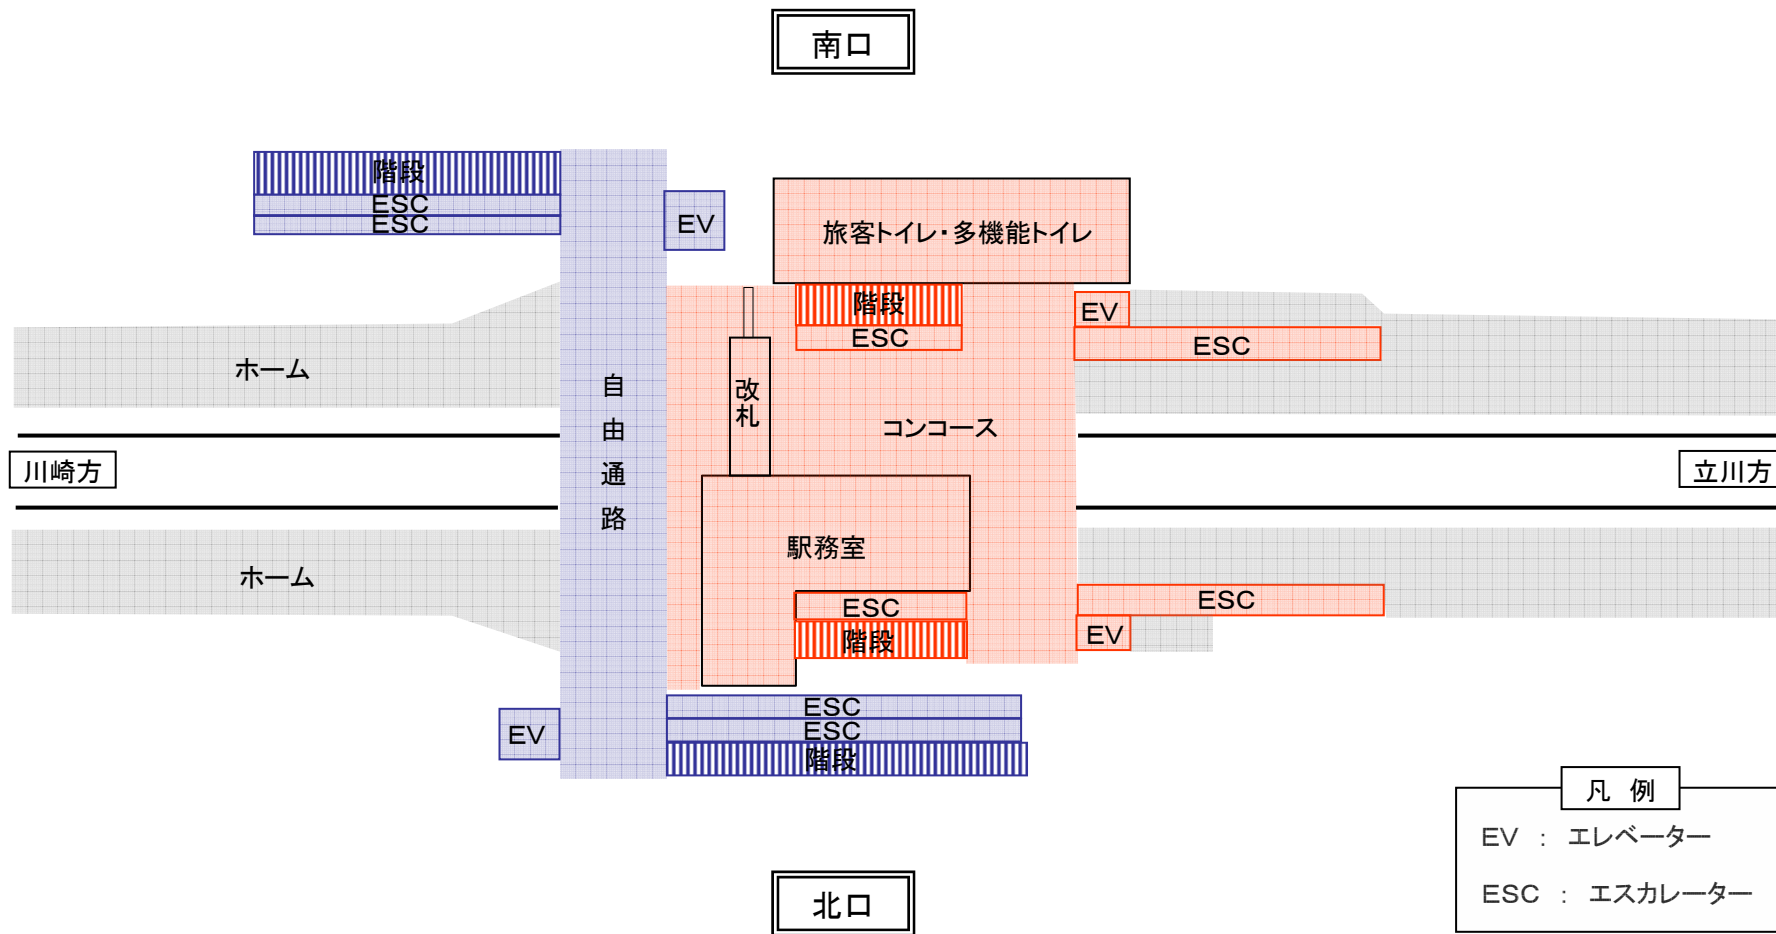 南口
階段
ESC
ESC
EV
旅客トイレ・多機能トイレ
階段
ESC
EV
ESC
ホーム
自由通路
改札
コンコース
川崎方
立川方
駅務室
ホーム
ESC
階段
ESC
EV
EV
ESC
ESC
階段
北口
凡 例
EV : エレベーター
ESC : エスカレーター